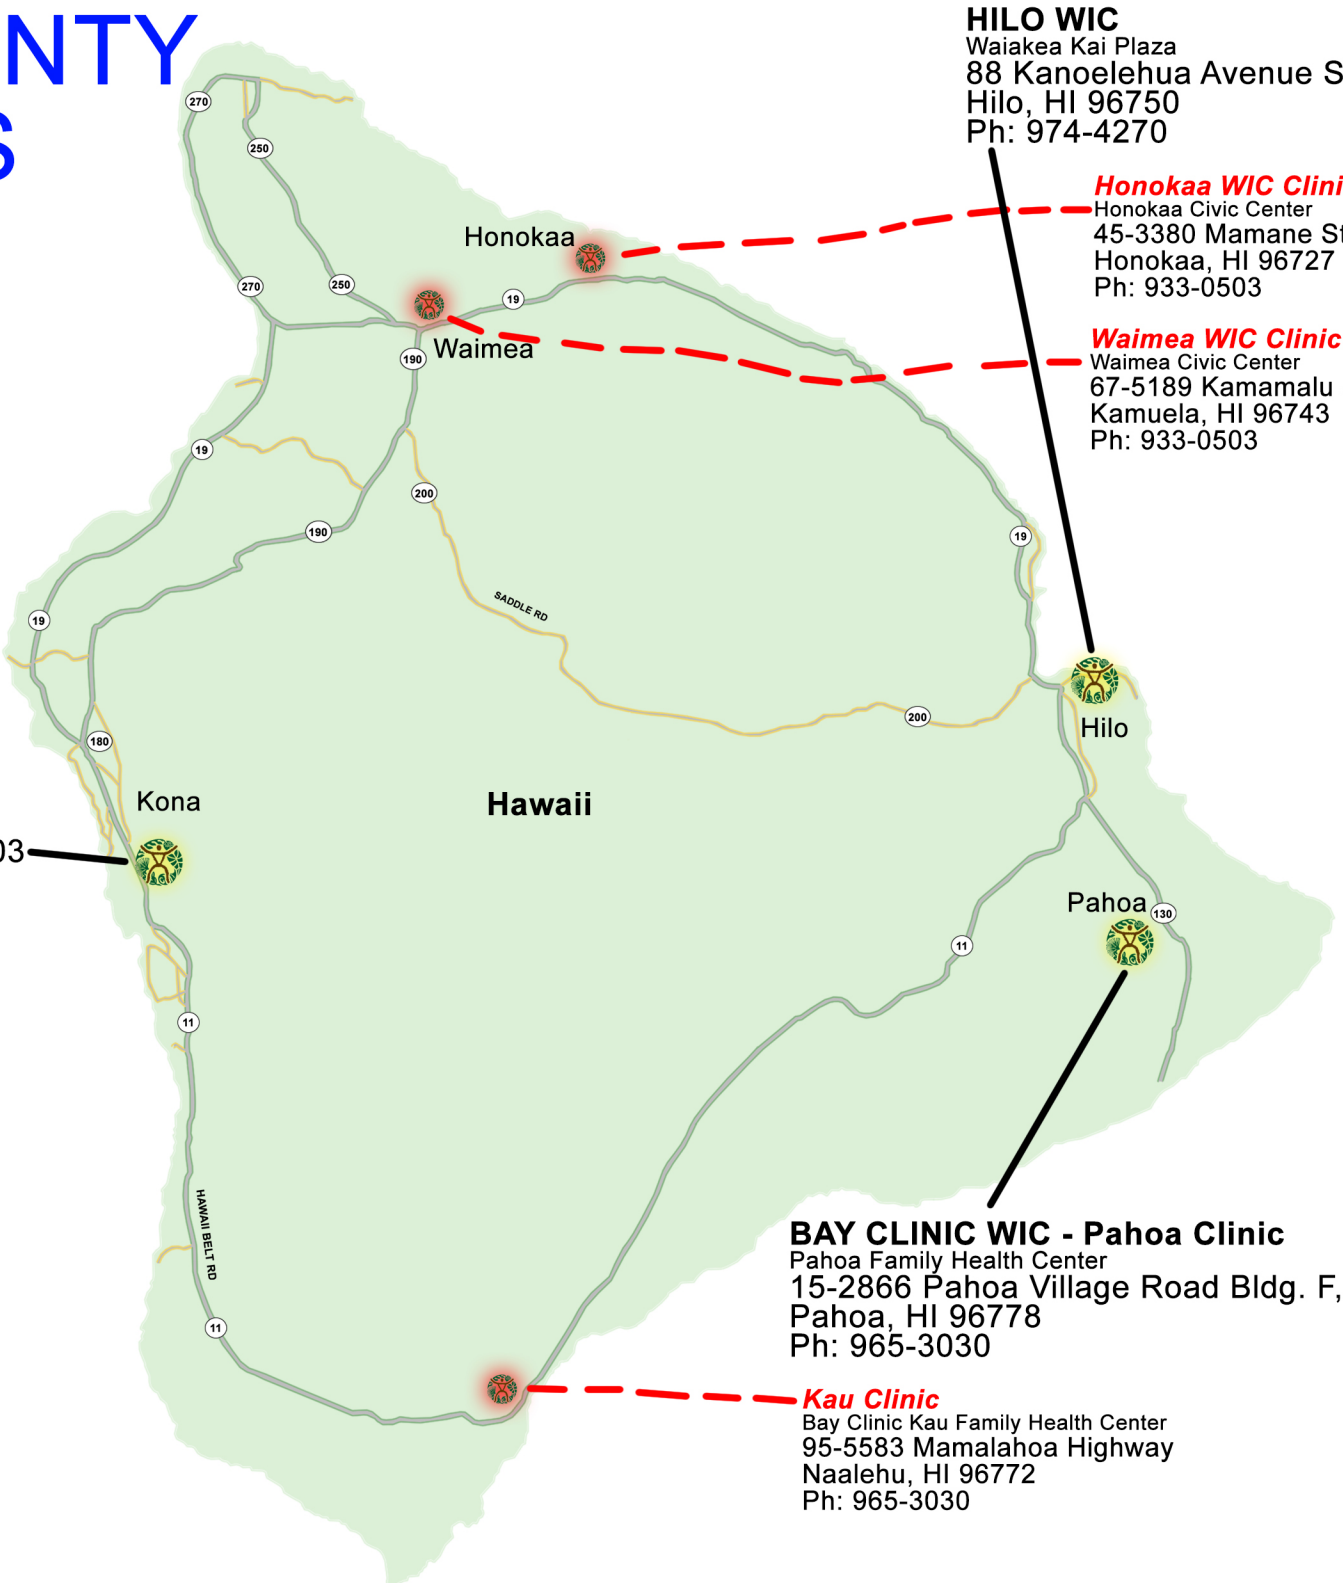 NTY
S
HILO WIC
Waiakea Kai Plaza
88 Kanoelehua Avenue S
Hilo, HI 96750
Ph: 974-4270
Honokaa WIC Clini
Honokaa Civic Center
45-3380 Mamane St
Honokaa, HI 96727
Ph: 933-0503
Waimea WIC Clinic
Waimea Civic Center
67-5189 Kamamalu
Kamuela, HI 96743
Ph: 933-0503
270
250
Honokaa
270
250
19
Waimea
190
19
200
190
19
SADDLE RD
19
200
Hilo
180
Kona
Hawaii
03
Pahoa
130
11
11
HAWAII BELT RD
11
BAY CLINIC WIC - Pahoa Clinic
Pahoa Family Health Center
15-2866 Pahoa Village Road Bldg. F,
Pahoa, HI 96778
Ph: 965-3030
Kau Clinic
Bay Clinic Kau Family Health Center
95-5583 Mamalahoa Highway
Naalehu, HI 96772
Ph: 965-3030